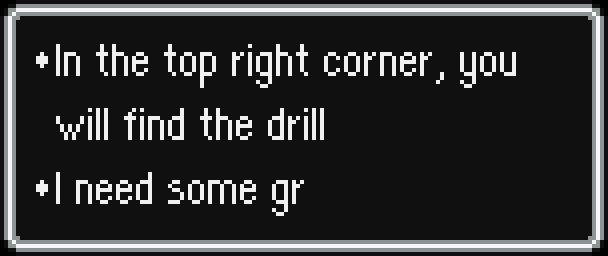 •In the top right corner, you
will find the drill
•I need some gr